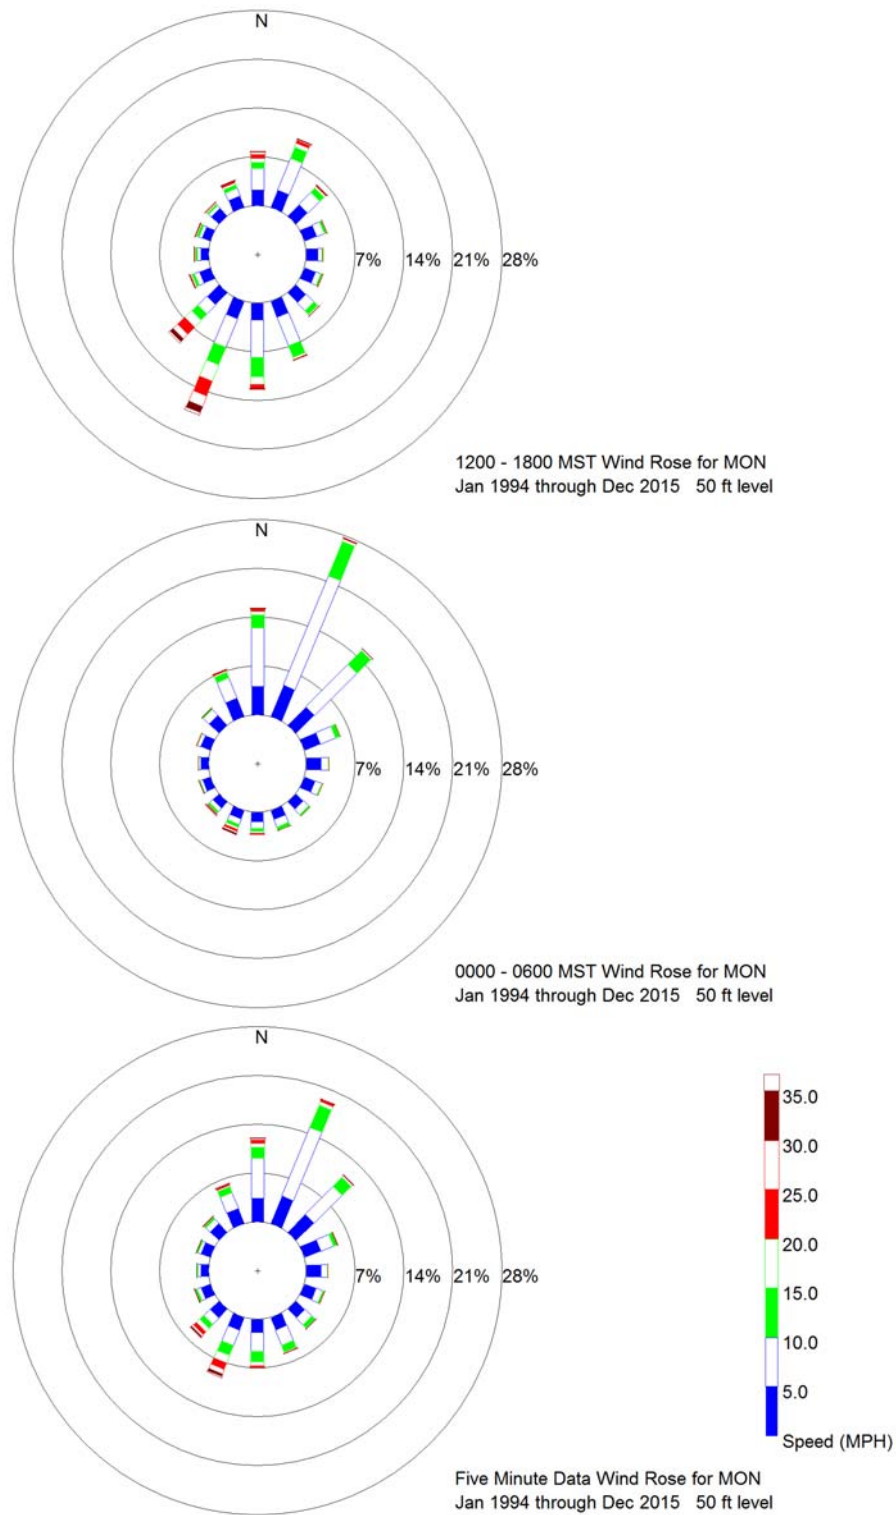 N
7% 14% 21% 28%
1200 - 1800 MST Wind Rose for MON
Jan 1994 through Dec 2015 50 ft level
N
7% 14% 21% 28%
0000 - 0600 MST Wind Rose for MON
Jan 1994 through Dec 2015 50 ft level
N
7% 14% 21% 28%
35.0
30.0
25.0
20.0
15.0
10.0
5.0
Speed (MPH)
Five Minute Data Wind Rose for MON
Jan 1994 through Dec 2015 50 ft level